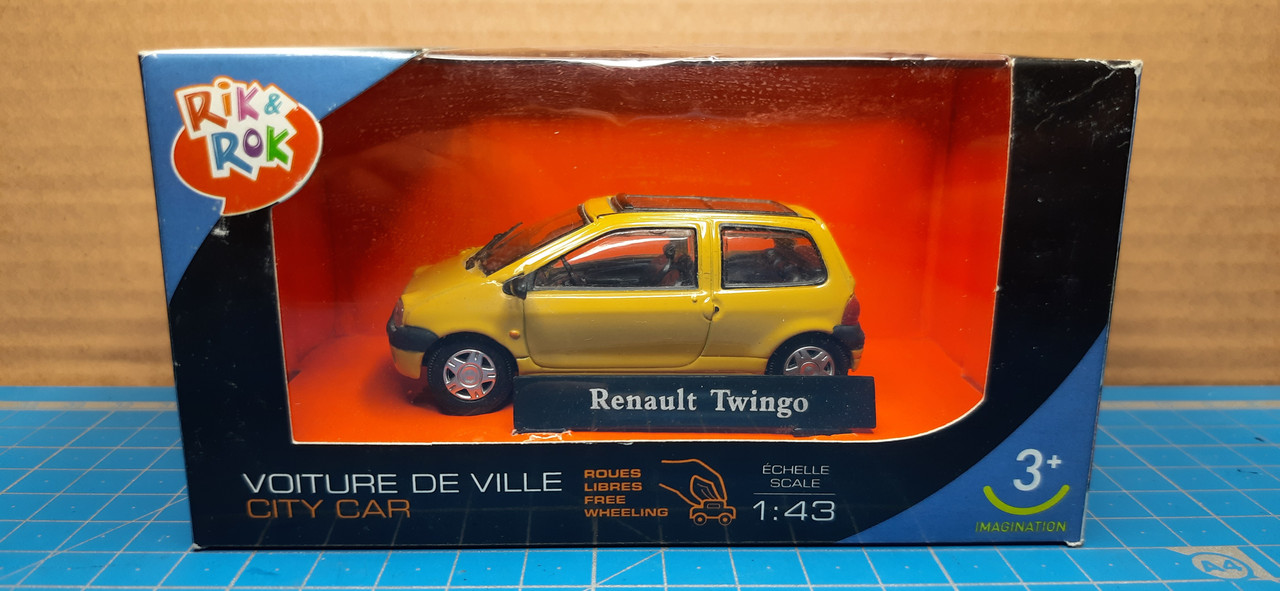 RiK &
ROK
Renault Twingo
VOITURE DE VILLE
CITY CAR
ROUES
LIBRES
FREE
WHEELING
ÉCHELLE
SCALE
1:43
3+
IMAGINATION
A4